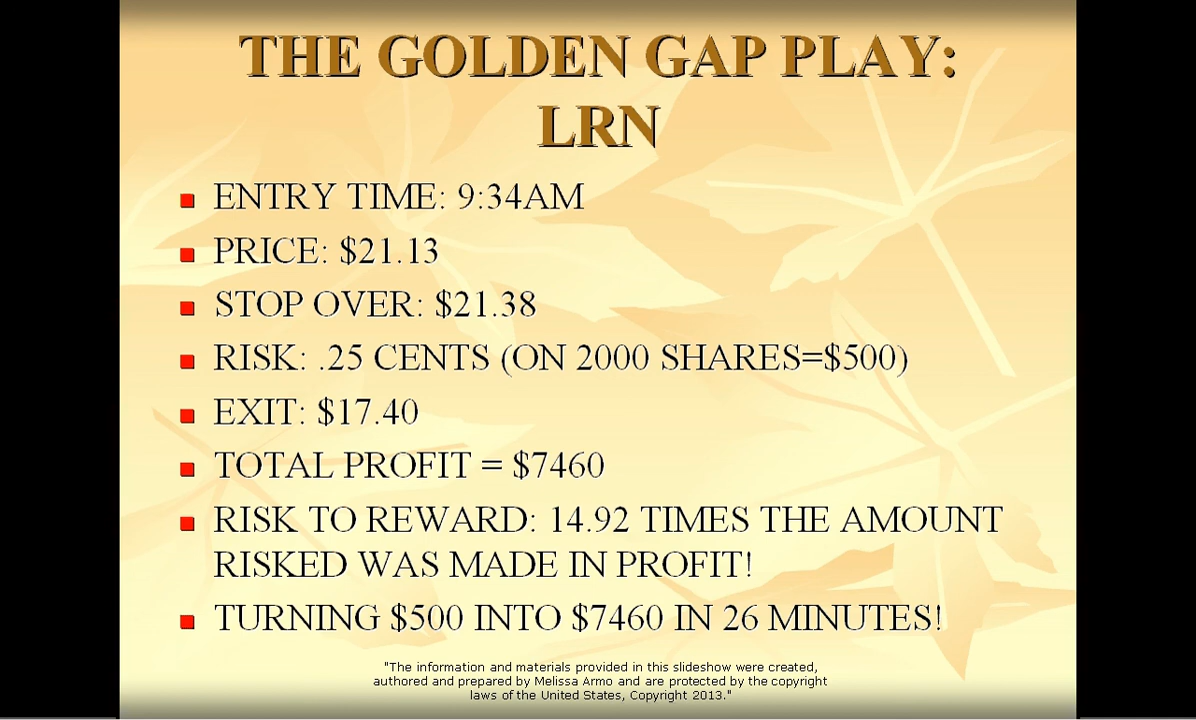 THE GOLDEN GAP PLAY:
LRN
ENTRY TIME: 9:34AM
PRICE: $21.13
STOP OVER: $21.38
RISK: .25 CENTS (ON 2000 SHARES=$500)
EXIT: $17.40
TOTAL PROFIT = $7460
RISK TO REWARD: 14.92 TIMES THE AMOUNT
RISKED WAS MADE IN PROFIT!
TURNING $500 INTO $7460 IN 26 MINUTES!
"The information and materials provided in this slideshow were created,
authored and prepared by Melissa Armo and are protected by the copyright
laws of the United States, Copyright 2013."